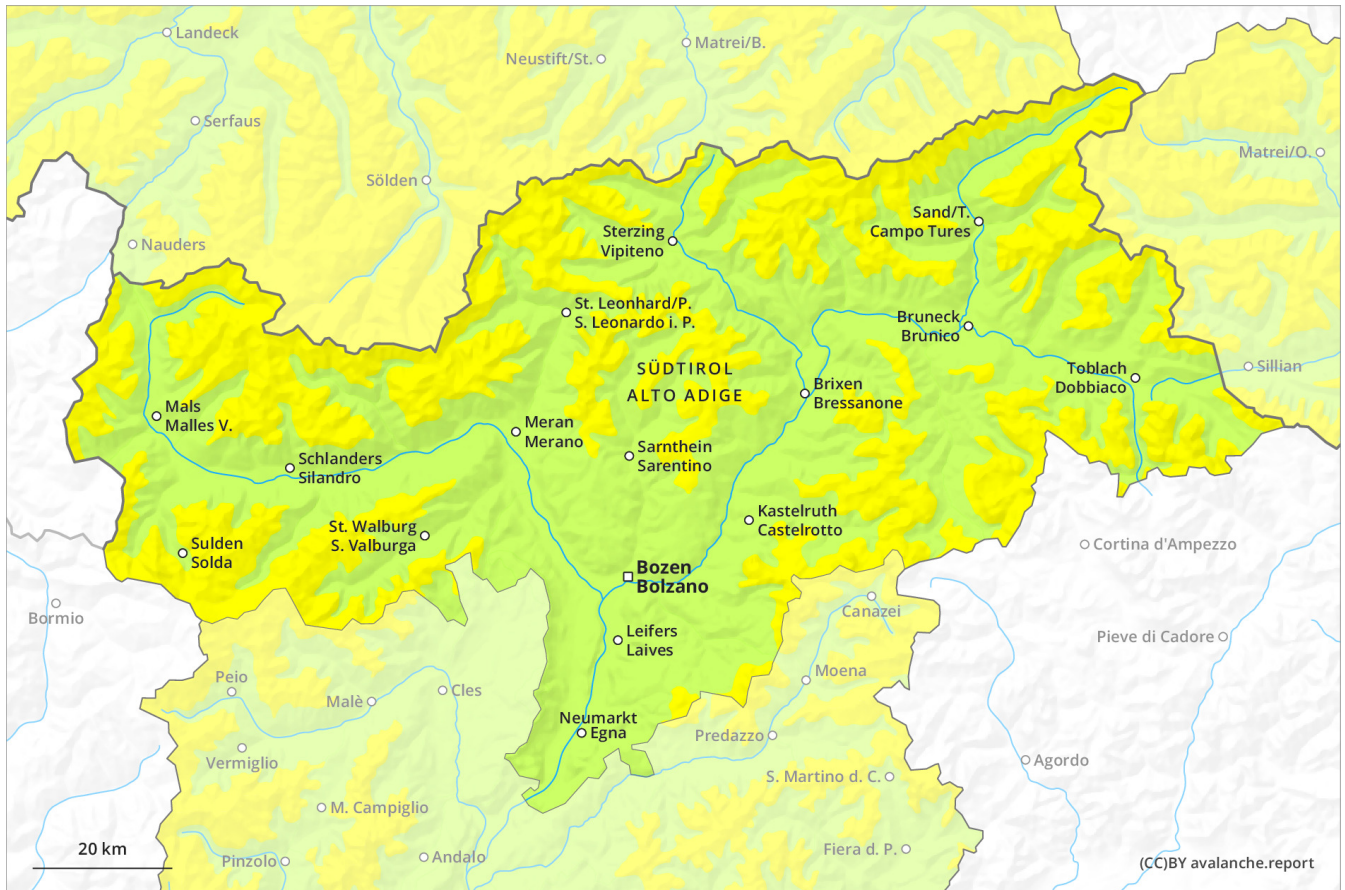 Landeck
Matrei/B.
Neustift/St.
Serfaus
Matrei/O.
Sölden
Sand/T.
Campo Tures
Sterzing
Vipiteno
Nauders
St. Leonhard/P.
S. Leonardo i. P.
Bruneck
Brunico
SÜDTIROL
ALTO ADIGE
Toblach
Dobbiaco
Sillian
Brixen
Bressanone
Mals
Malles V.
Meran
Merano
Sarnthein
Sarentino
Schlanders
Silandro
Kastelruth
Castelrotto
St. Walburg
S. Valburga
Sulden
Solda
Cortina d'Ampezzo
Bozen
Bolzano
Bormio
Canazei
Leifers
Laives
Pieve di Cadore
Peio
Moena
Cles
Malè
Neumarkt
Egna
Predazzo
Vermiglio
Agordo
S. Martino d. C.
M. Campiglio
20 km
Pinzolo
Andalo
Fiera d. P.
(CC)BY avalanche.report